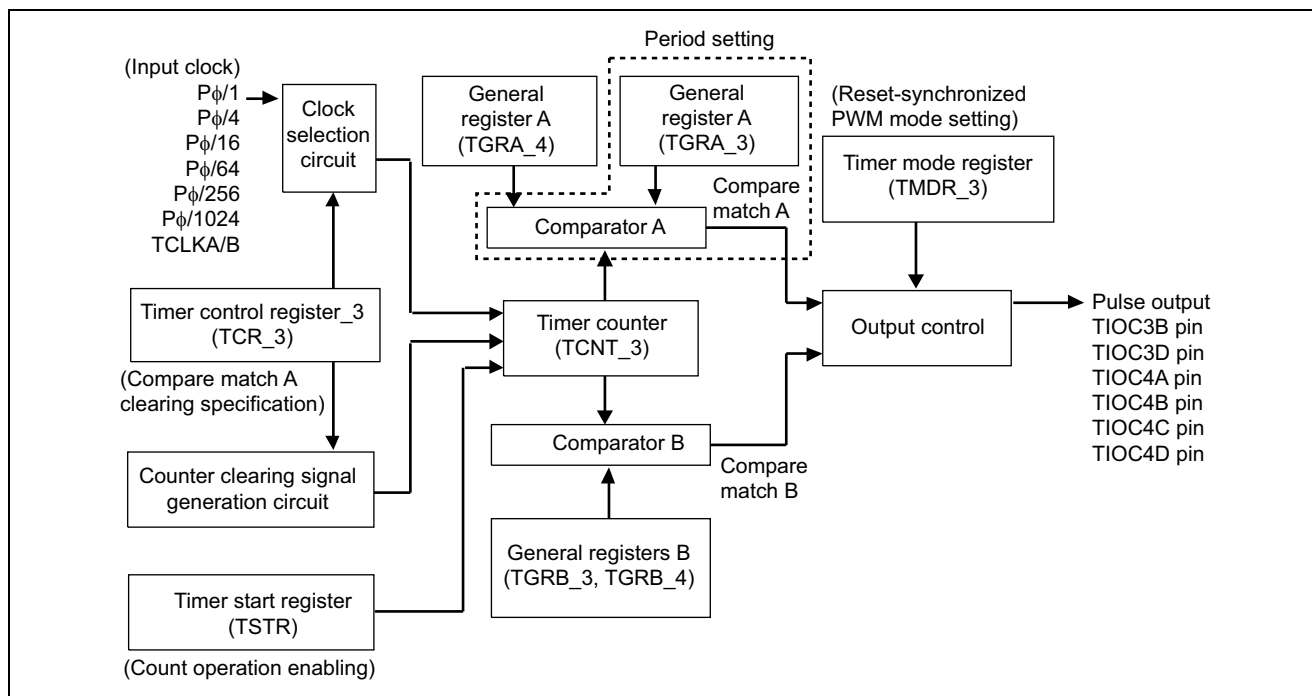 Period setting
(Input clock)
Pϕ/1
Pϕ/4
Pϕ/16
Pϕ/64
Pϕ/256
Pϕ/1024
TCLKA/B
Clock
selection
circuit
General
register A
(TGRA_4)
General
register A
(TGRA_3)
(Reset-synchronized
PWM mode setting)
Timer mode register
(TMDR_3)
Compare
match A
Comparator A
Timer control register_3
(TCR_3)
(Compare match A
clearing specification)
Timer counter
(TCNT_3)
Output control
Pulse output
TIOC3B pin
TIOC3D pin
TIOC4A pin
TIOC4B pin
TIOC4C pin
TIOC4D pin
Comparator B
Compare
match B
Counter clearing signal
generation circuit
General registers B
(TGRB_3, TGRB_4)
Timer start register
(TSTR)
(Count operation enabling)